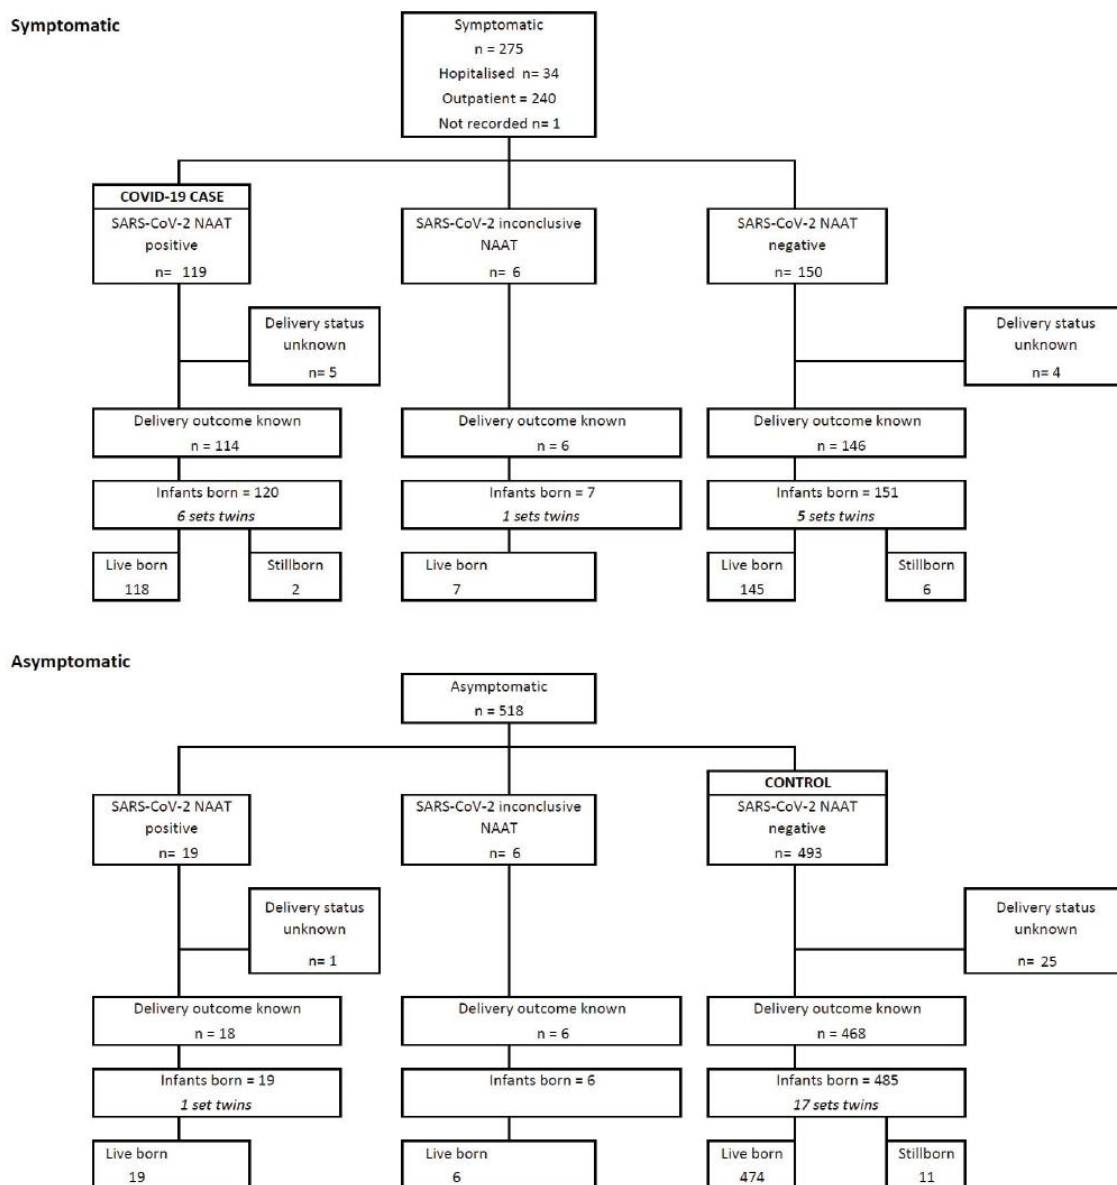 Symptomatic
Symptomatic
n = 275
Hopitalised n= 34
Outpatient = 240
Not recorded n= 1
COVID-19 CASE
SARS-CoV-2 NAAT
positive
n= 119
SARS-CoV-2 inconclusive
NAAT
n= 6
SARS-CoV-2 NAAT
negative
n= 150
Delivery status
unknown
n= 5
Delivery status
unknown
n= 4
Delivery outcome known
n = 114
Delivery outcome known
n = 6
Delivery outcome known
n = 146
Infants born = 120
6 sets twins
Infants born = 7
1 sets twins
Infants born = 151
5 sets twins
Live born
118
Stillborn
2
Live born
7
Live born
145
Stillborn
6
Asymptomatic
Asymptomatic
n = 518
SARS-CoV-2 NAAT
positive
n= 19
SARS-CoV-2 inconclusive
NAAT
n= 6
CONTROL
SARS-CoV-2 NAAT
negative
n= 493
Delivery status
unknown
n= 1
Delivery status
unknown
n= 25
Delivery outcome known
n = 18
Delivery outcome known
n = 6
Delivery outcome known
n = 468
Infants born = 19
1 set twins
Infants born = 6
Infants born = 485
17 sets twins
Live born
19
Live born
6
Live born
474
Stillborn
11